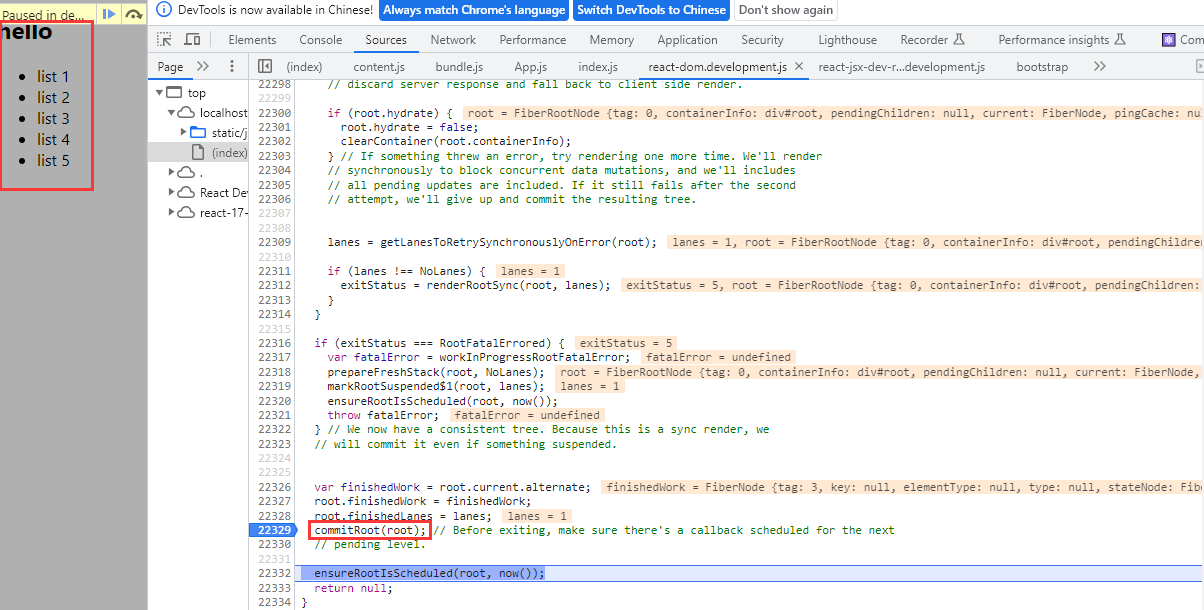 Paused in de...
hello
list 1
list 2
list 3
list 4
list 5
DevTools is now available in Chinese! Always match Chrome's language Switch DevTools to Chinese Don't show again
Elements Console Sources Network Performance Memory Application Security Lighthouse Recorder Performance insights Com
Page (index) content.js bundle.js App.js index.js react-dom.development.js react-jsx-dev-r...development.js bootstrap
top
localhost
static/j
(index)
.
React Dev
react-17-
22298 // discard server response and fall back to client side render.
22299
22300 if (root.hydrate) { root = FiberRootNode {tag: 0, containerInfo: div#root, pendingChildren: null, current: FiberNode, pingCache: nu
22301 root.hydrate = false;
22302 clearContainer(root.containerInfo);
22303 } // If something threw an error, try rendering one more time. We'll render
22304 // synchronously to block concurrent data mutations, and we'll includes
22305 // all pending updates are included. If it still fails after the second
22306 // attempt, we'll give up and commit the resulting tree.
22307
22308
22309 lanes = getLanesToRetrySynchronouslyOnError(root); lanes = 1, root = FiberRootNode {tag: 0, containerInfo: div#root, pendingChildren
22310
22311 if (lanes !== NoLanes) { lanes = 1
22312 exitStatus = renderRootSync(root, lanes); exitStatus = 5, root = FiberRootNode {tag: 0, containerInfo: div#root, pendingChildren:
22313 }
22314 }
22315
22316 if (exitStatus === RootFatalErrored) { exitStatus = 5
22317 var fatalError = workInProgressRootFatalError; fatalError = undefined
22318 prepareFreshStack(root, NoLanes); root = FiberRootNode {tag: 0, containerInfo: div#root, pendingChildren: null, current: FiberNode,
22319 markRootSuspended$1(root, lanes); lanes = 1
22320 ensureRootIsScheduled(root, now());
22321 throw fatalError; fatalError = undefined
22322 } // We now have a consistent tree. Because this is a sync render, we
22323 // will commit it even if something suspended.
22324
22325
22326 var finishedWork = root.current.alternate; finishedWork = FiberNode {tag: 3, key: null, elementType: null, type: null, stateNode: Fib
22327 root.finishedWork = finishedWork;
22328 root.finishedLanes = lanes; lanes = 1
22329 commitRoot(root); // Before exiting, make sure there's a callback scheduled for the next
22330 // pending level.
22331
22332 ensureRootIsScheduled(root, now());
22333 return null;
22334 }